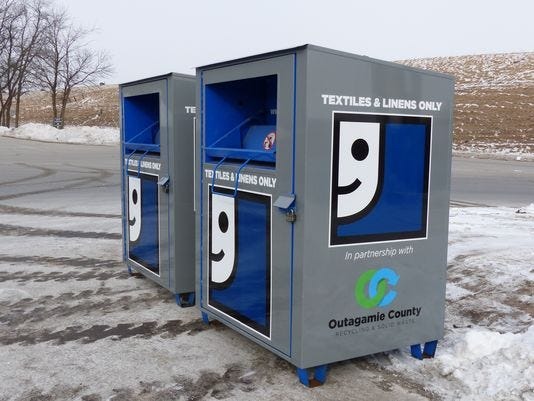 TEXTILES & LINENS ONLY
TEXTILES & LINENS ONLY
TEXTILES & LINENS ONLY
In partnership with
Outagamie County
RECYCLING & SOLID WASTE